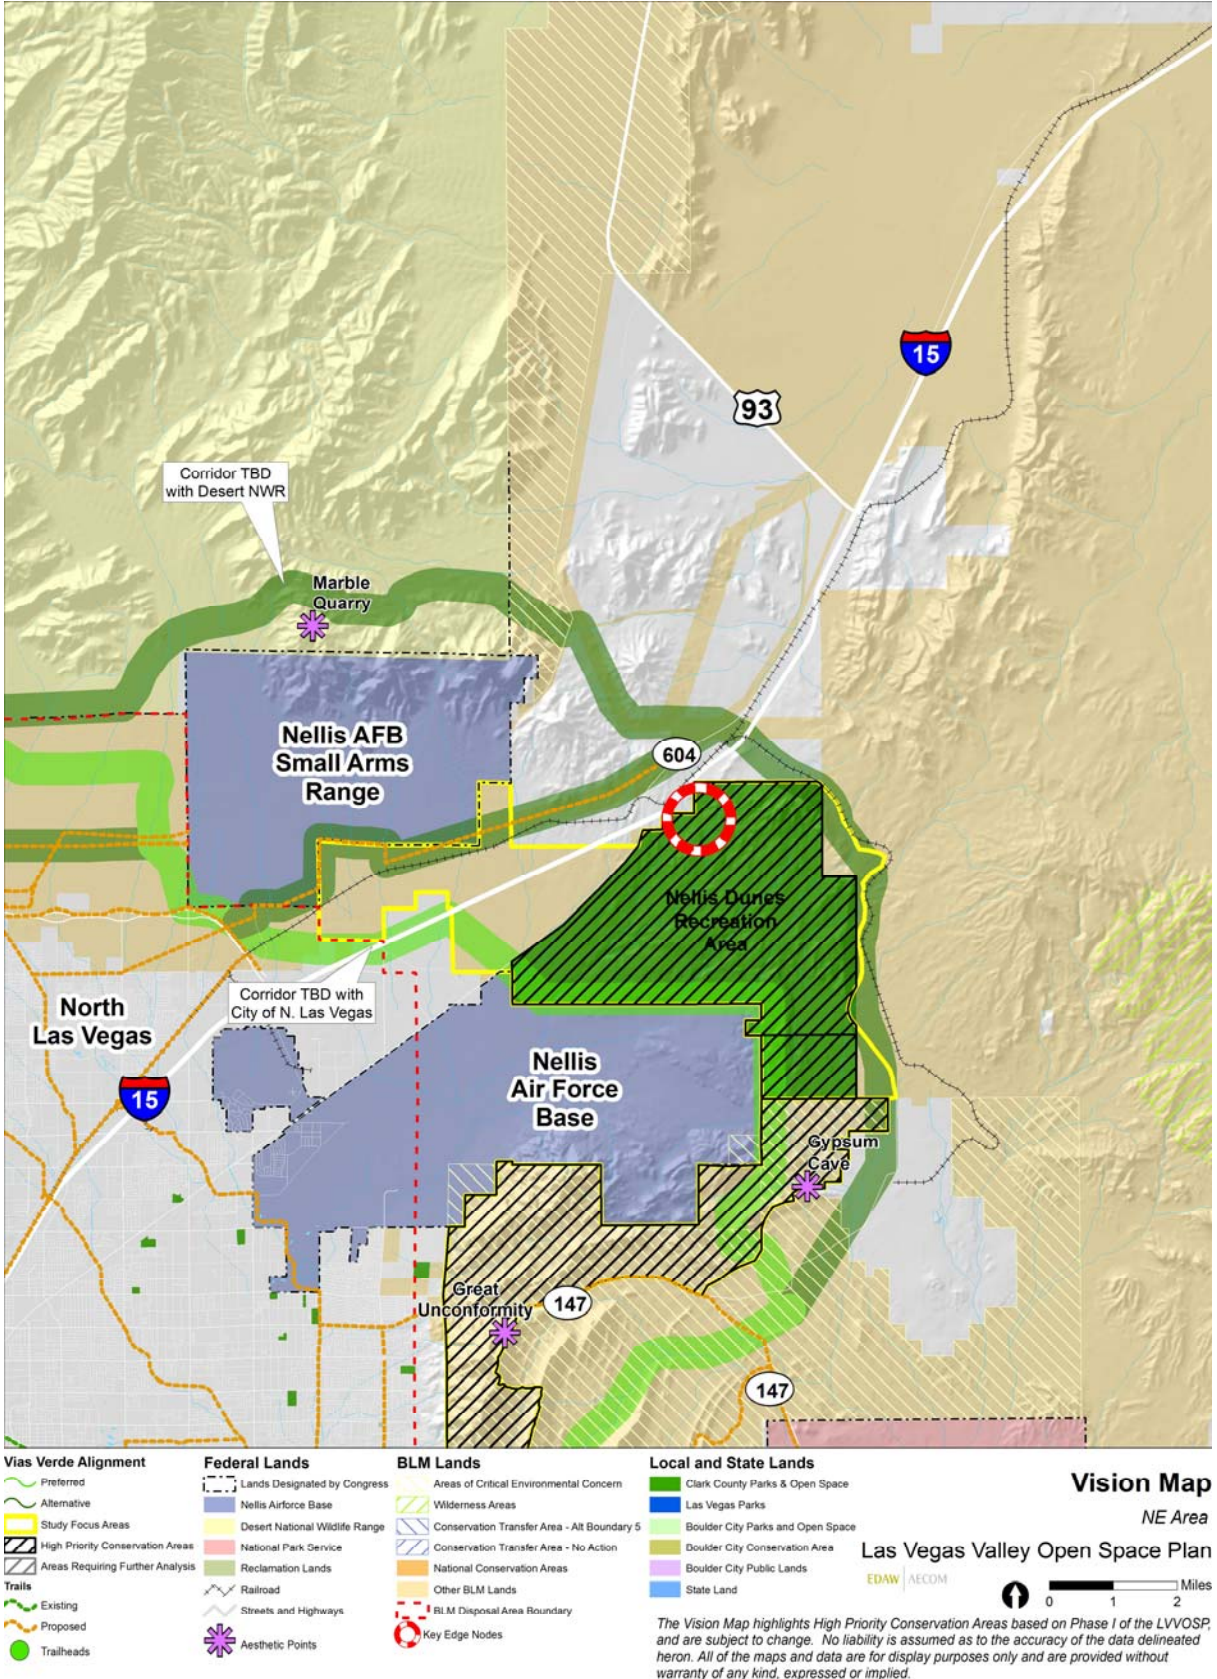 15
93
Corridor TBD
with Desert NWR
Marble
Quarry
Nellis AFB
Small Arms
Range
604
Nellis Dunes
Recreation
Area
Corridor TBD with
City of N. Las Vegas
North
Las Vegas
15
Nellis
Air Force
Base
Gypsum
Cave
Great
Unconformity
147
147
Vias Verde Alignment
Preferred
Alternative
Study Focus Areas
High Priority Conservation Areas
Areas Requiring Further Analysis
Trails
Existing
Proposed
Trailheads
Federal Lands
Lands Designated by Congress
Nellis Airforce Base
Desert National Wildlife Range
National Park Service
Reclamation Lands
Railroad
Streets and Highways
Aesthetic Points
BLM Lands
Areas of Critical Environmental Concern
Wilderness Areas
Conservation Transfer Area - Alt Boundary 5
Conservation Transfer Area - No Action
National Conservation Areas
Other BLM Lands
BLM Disposal Area Boundary
Key Edge Nodes
Local and State Lands
Clark County Parks & Open Space
Las Vegas Parks
Boulder City Parks and Open Space
Boulder City Conservation Area
Boulder City Public Lands
State Land
Vision Map
NE Area
Las Vegas Valley Open Space Plan
EDAW AECOM
Miles
0 1 2
The Vision Map highlights High Priority Conservation Areas based on Phase I of the LVVOSP,
and are subject to change. No liability is assumed as to the accuracy of the data delineated
heron. All of the maps and data are for display purposes only and are provided without
warranty of any kind, expressed or implied.